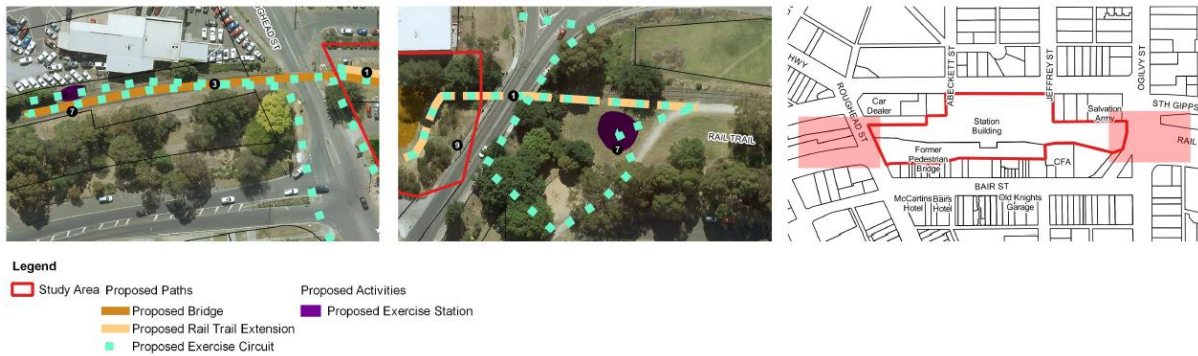 ROUGHEAD ST
1
3
7
1
9
7
RAIL TRAIL
HWY
ROUGHEAD ST
ABECKETT ST
JEFFREY ST
OGILVY ST
Car
Dealer
Station
Building
Salvation
Army
STH GIPPS
RAIL
Former
Pedestrian
Bridge
CFA
BAIR ST
McCartins
Hotel
Bairs
Hotel
Old Knights
Garage
Legend
Study Area Proposed Paths Proposed Activities
Proposed Bridge Proposed Exercise Station
Proposed Rail Trail Extension
Proposed Exercise Circuit